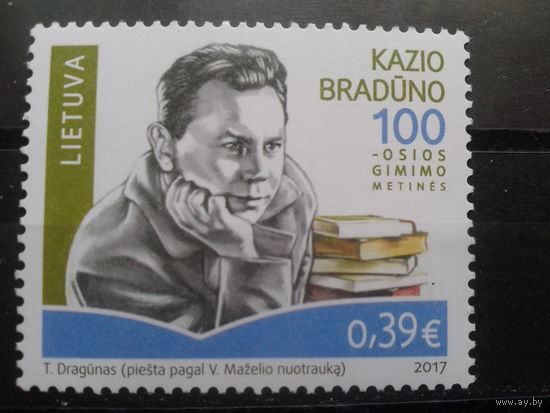 LIETUVA
KAZIO
BRADŪNO
100
-OSIOS
GIMIMO
METINĖS
0,39€
T. Dragūnas (piešta pagal V. Maželio nuotrauką)
2017
www.ay.by